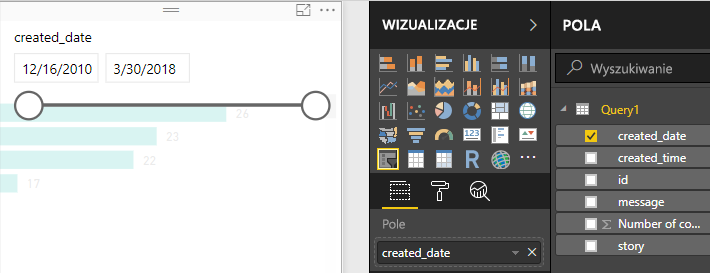 created_date
12/16/2010
3/30/2018
26
23
22
17
WIZUALIZACJE
123
R
Pole
created_date
POLA
Wyszukiwanie
Query1
created_date
created_time
id
message
Σ Number of co...
story